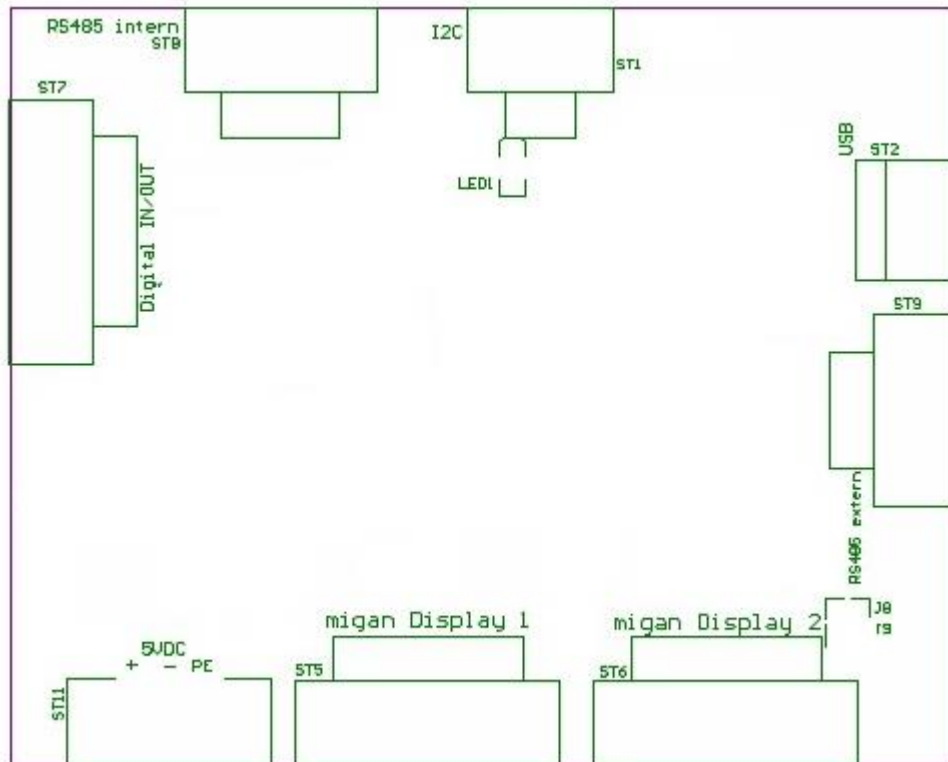 RS485 intern
ST8
I2C
ST1
ST7
USB
ST2
LED1
Digital IN/OUT
ST9
RS485 extern
J8
J9
migan Display 1
migan Display 2
5VDC
+ - PE
ST5
ST6
ST11